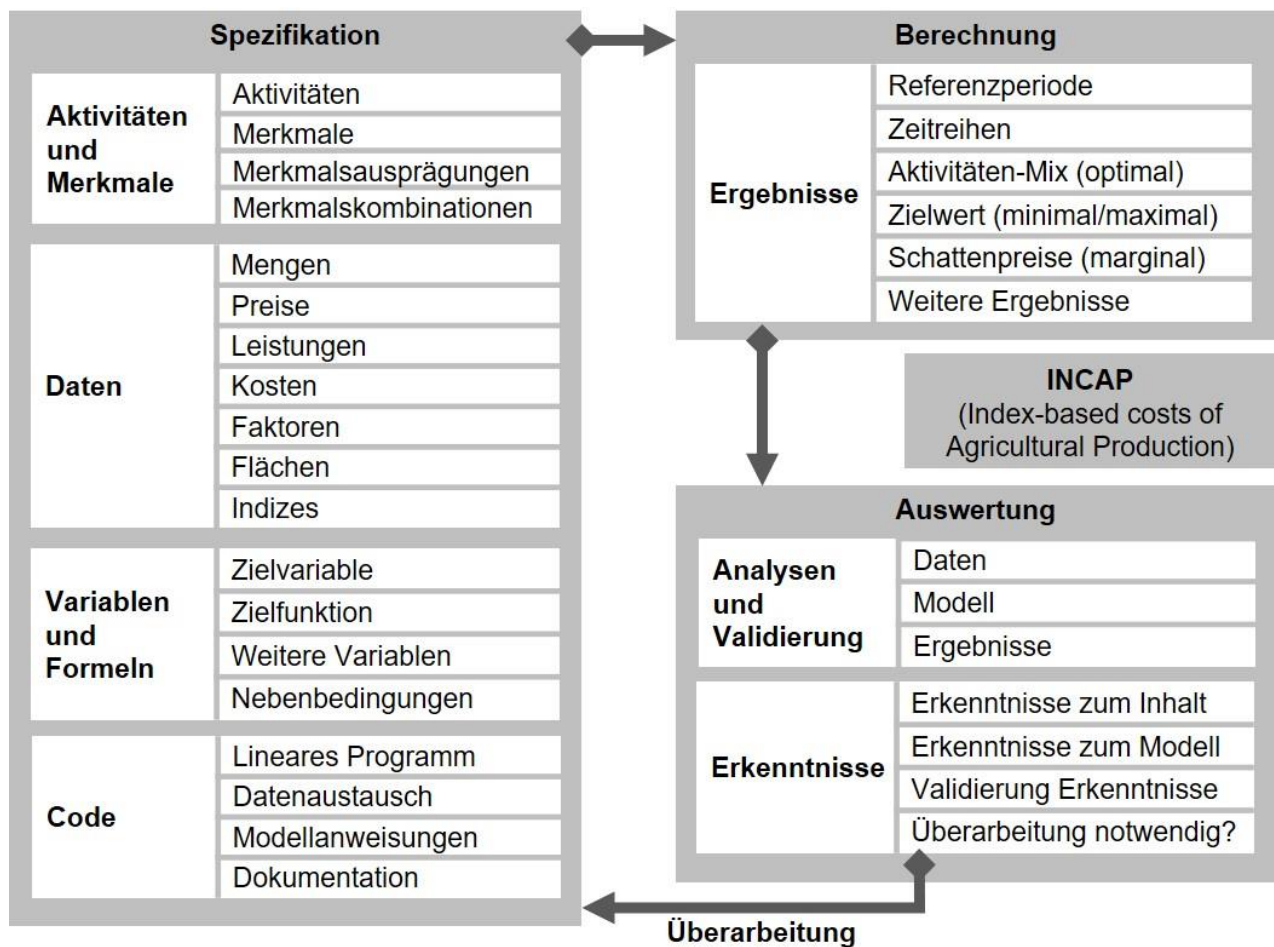 Spezifikation
Aktivitäten
und
Merkmale
Aktivitäten
Merkmale
Merkmalsausprägungen
Merkmalskombinationen
Daten
Mengen
Preise
Leistungen
Kosten
Faktoren
Flächen
Indizes
Variablen
und
Formeln
Zielvariable
Zielfunktion
Weitere Variablen
Nebenbedingungen
Code
Lineares Programm
Datenaustausch
Modellanweisungen
Dokumentation
Berechnung
Ergebnisse
Referenzperiode
Zeitreihen
Aktivitäten-Mix (optimal)
Zielwert (minimal/maximal)
Schattenpreise (marginal)
Weitere Ergebnisse
INCAP
(Index-based costs of
Agricultural Production)
Auswertung
Analysen
und
Validierung
Daten
Modell
Ergebnisse
Erkenntnisse
Erkenntnisse zum Inhalt
Erkenntnisse zum Modell
Validierung Erkenntnisse
Überarbeitung notwendig?
Überarbeitung